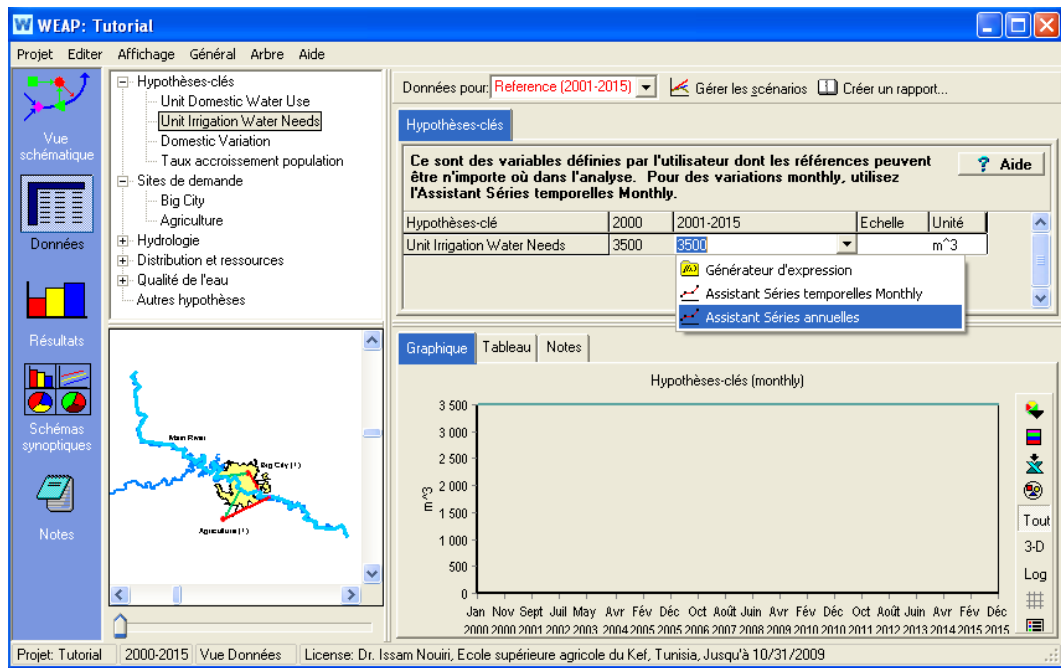 WEAP: Tutorial
Projet Editer Affichage Général Arbre Aide
Vue
schématique
Données
Résultats
Schémas
synoptiques
Notes
Hypothèses-clés
Unit Domestic Water Use
Unit Irrigation Water Needs
Domestic Variation
Taux accroissement population
Sites de demande
Big City
Agriculture
Hydrologie
Distribution et ressources
Qualité de l'eau
Autres hypothèses
Main River
Big City (1)
Agriculture (1)
Données pour: Reference (2001-2015) Gérer les scénarios Créer un rapport...
Hypothèses-clés
Ce sont des variables définies par l'utilisateur dont les références peuvent
être n'importe où dans l'analyse. Pour des variations monthly, utilisez
l'Assistant Séries temporelles Monthly.
? Aide
Hypothèse-clé 2000 2001-2015 Echelle Unité
Unit Irrigation Water Needs 3500 3500 m^3
f(x) Générateur d'expression
Assistant Séries temporelles Monthly
Assistant Séries annuelles
Graphique Tableau Notes
Hypothèses-clés (monthly)
m^3
3 500
3 000
2 500
2 000
1 500
1 000
500
0
Jan Nov Sept Juil May Avr Fév Déc Oct Août Juin Avr Fév Déc Oct Août Juin Avr Fév Déc
2000 2000 2001 2002 2003 2004 2005 2005 2006 2007 2008 2009 2010 2010 2011 2012 2013 2014 2015 2015
Tout
3-D
Log
Projet: Tutorial 2000-2015 Vue Données License: Dr. Issam Nouiri, Ecole supérieure agricole du Kef, Tunisia, Jusqu'à 10/31/2009